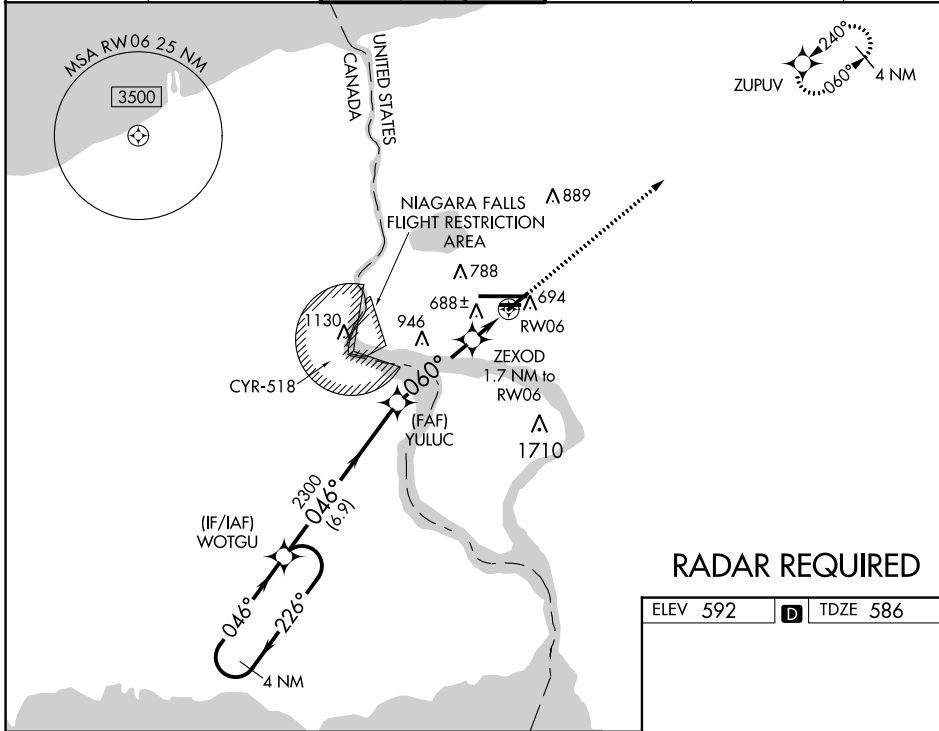 MSA RW06 25 NM
3500
UNITED STATES
CANADA
240°
060°
4 NM
ZUPUV
889
NIAGARA FALLS
FLIGHT RESTRICTION
AREA
788
688±
694
RW06
1130
946
ZEXOD
1.7 NM to
RW06
CYR-518
060°
(FAF)
YULUC
1710
2300
046°
(6.9)
(IF/IAF)
WOTGU
046°
226°
4 NM
RADAR REQUIRED
ELEV 592 D TDZE 586